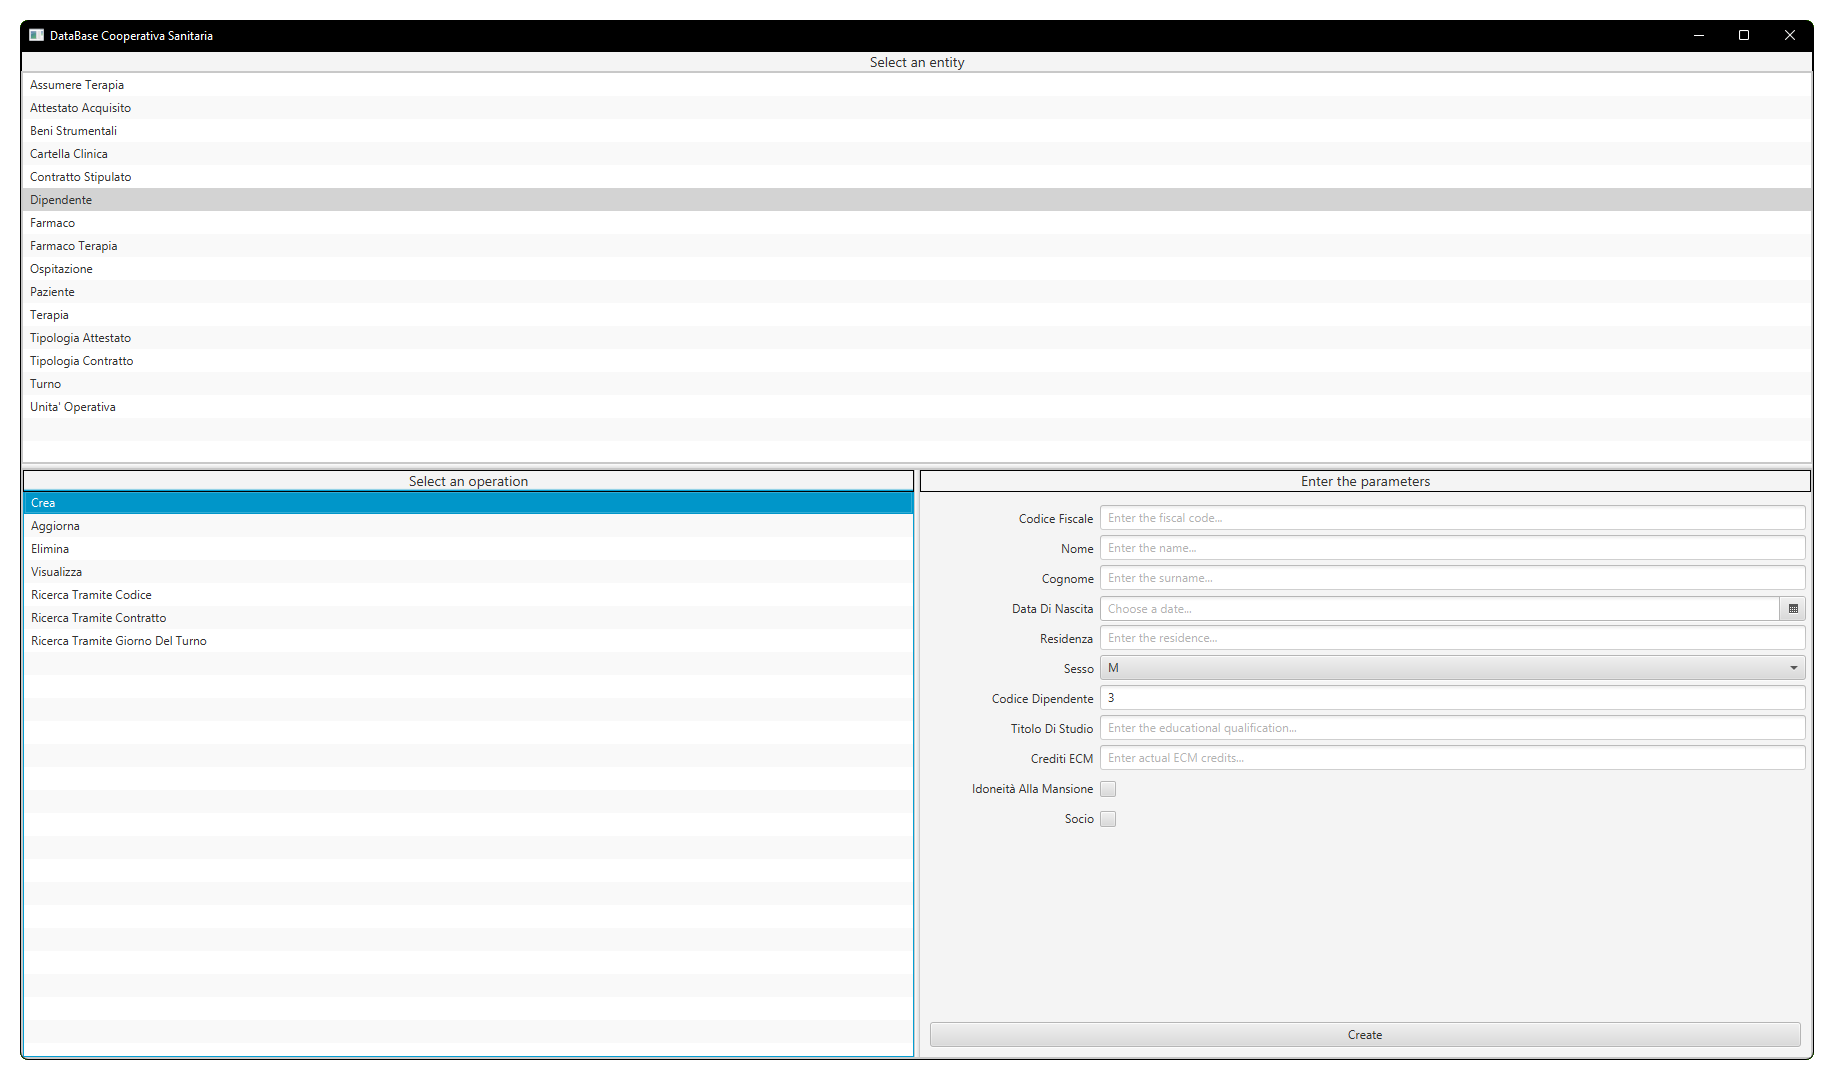 DataBase Cooperativa Sanitaria
Select an entity
Assumere Terapia
Attestato Acquisito
Beni Strumentali
Cartella Clinica
Contratto Stipulato
Dipendente
Farmaco
Farmaco Terapia
Ospitazione
Paziente
Terapia
Tipologia Attestato
Tipologia Contratto
Turno
Unita' Operativa
Select an operation
Crea
Aggiorna
Elimina
Visualizza
Ricerca Tramite Codice
Ricerca Tramite Contratto
Ricerca Tramite Giorno Del Turno
Enter the parameters
Codice Fiscale Enter the fiscal code...
Nome Enter the name...
Cognome Enter the surname...
Data Di Nascita Choose a date...
Residenza Enter the residence...
Sesso M
Codice Dipendente 3
Titolo Di Studio Enter the educational qualification...
Crediti ECM Enter actual ECM credits...
Idoneità Alla Mansione
Socio
Create